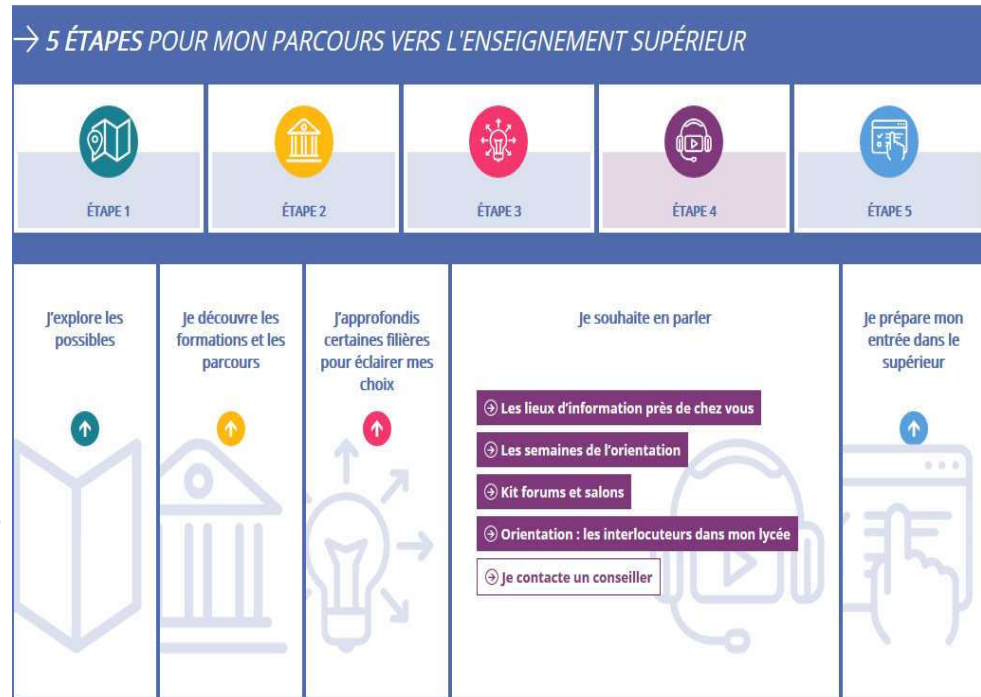 → 5 ÉTAPES POUR MON PARCOURS VERS L'ENSEIGNEMENT SUPÉRIEUR
ÉTAPE 1
ÉTAPE 2
ÉTAPE 3
ÉTAPE 4
ÉTAPE 5
J'explore les
possibles
Je découvre les
formations et les
parcours
J'approfondis
certaines filières
pour éclairer mes
choix
Je souhaite en parler
Les lieux d'information près de chez vous
Les semaines de l'orientation
Kit forums et salons
Orientation : les interlocuteurs dans mon lycée
Je contacte un conseiller
Je prépare mon
entrée dans le
supérieur